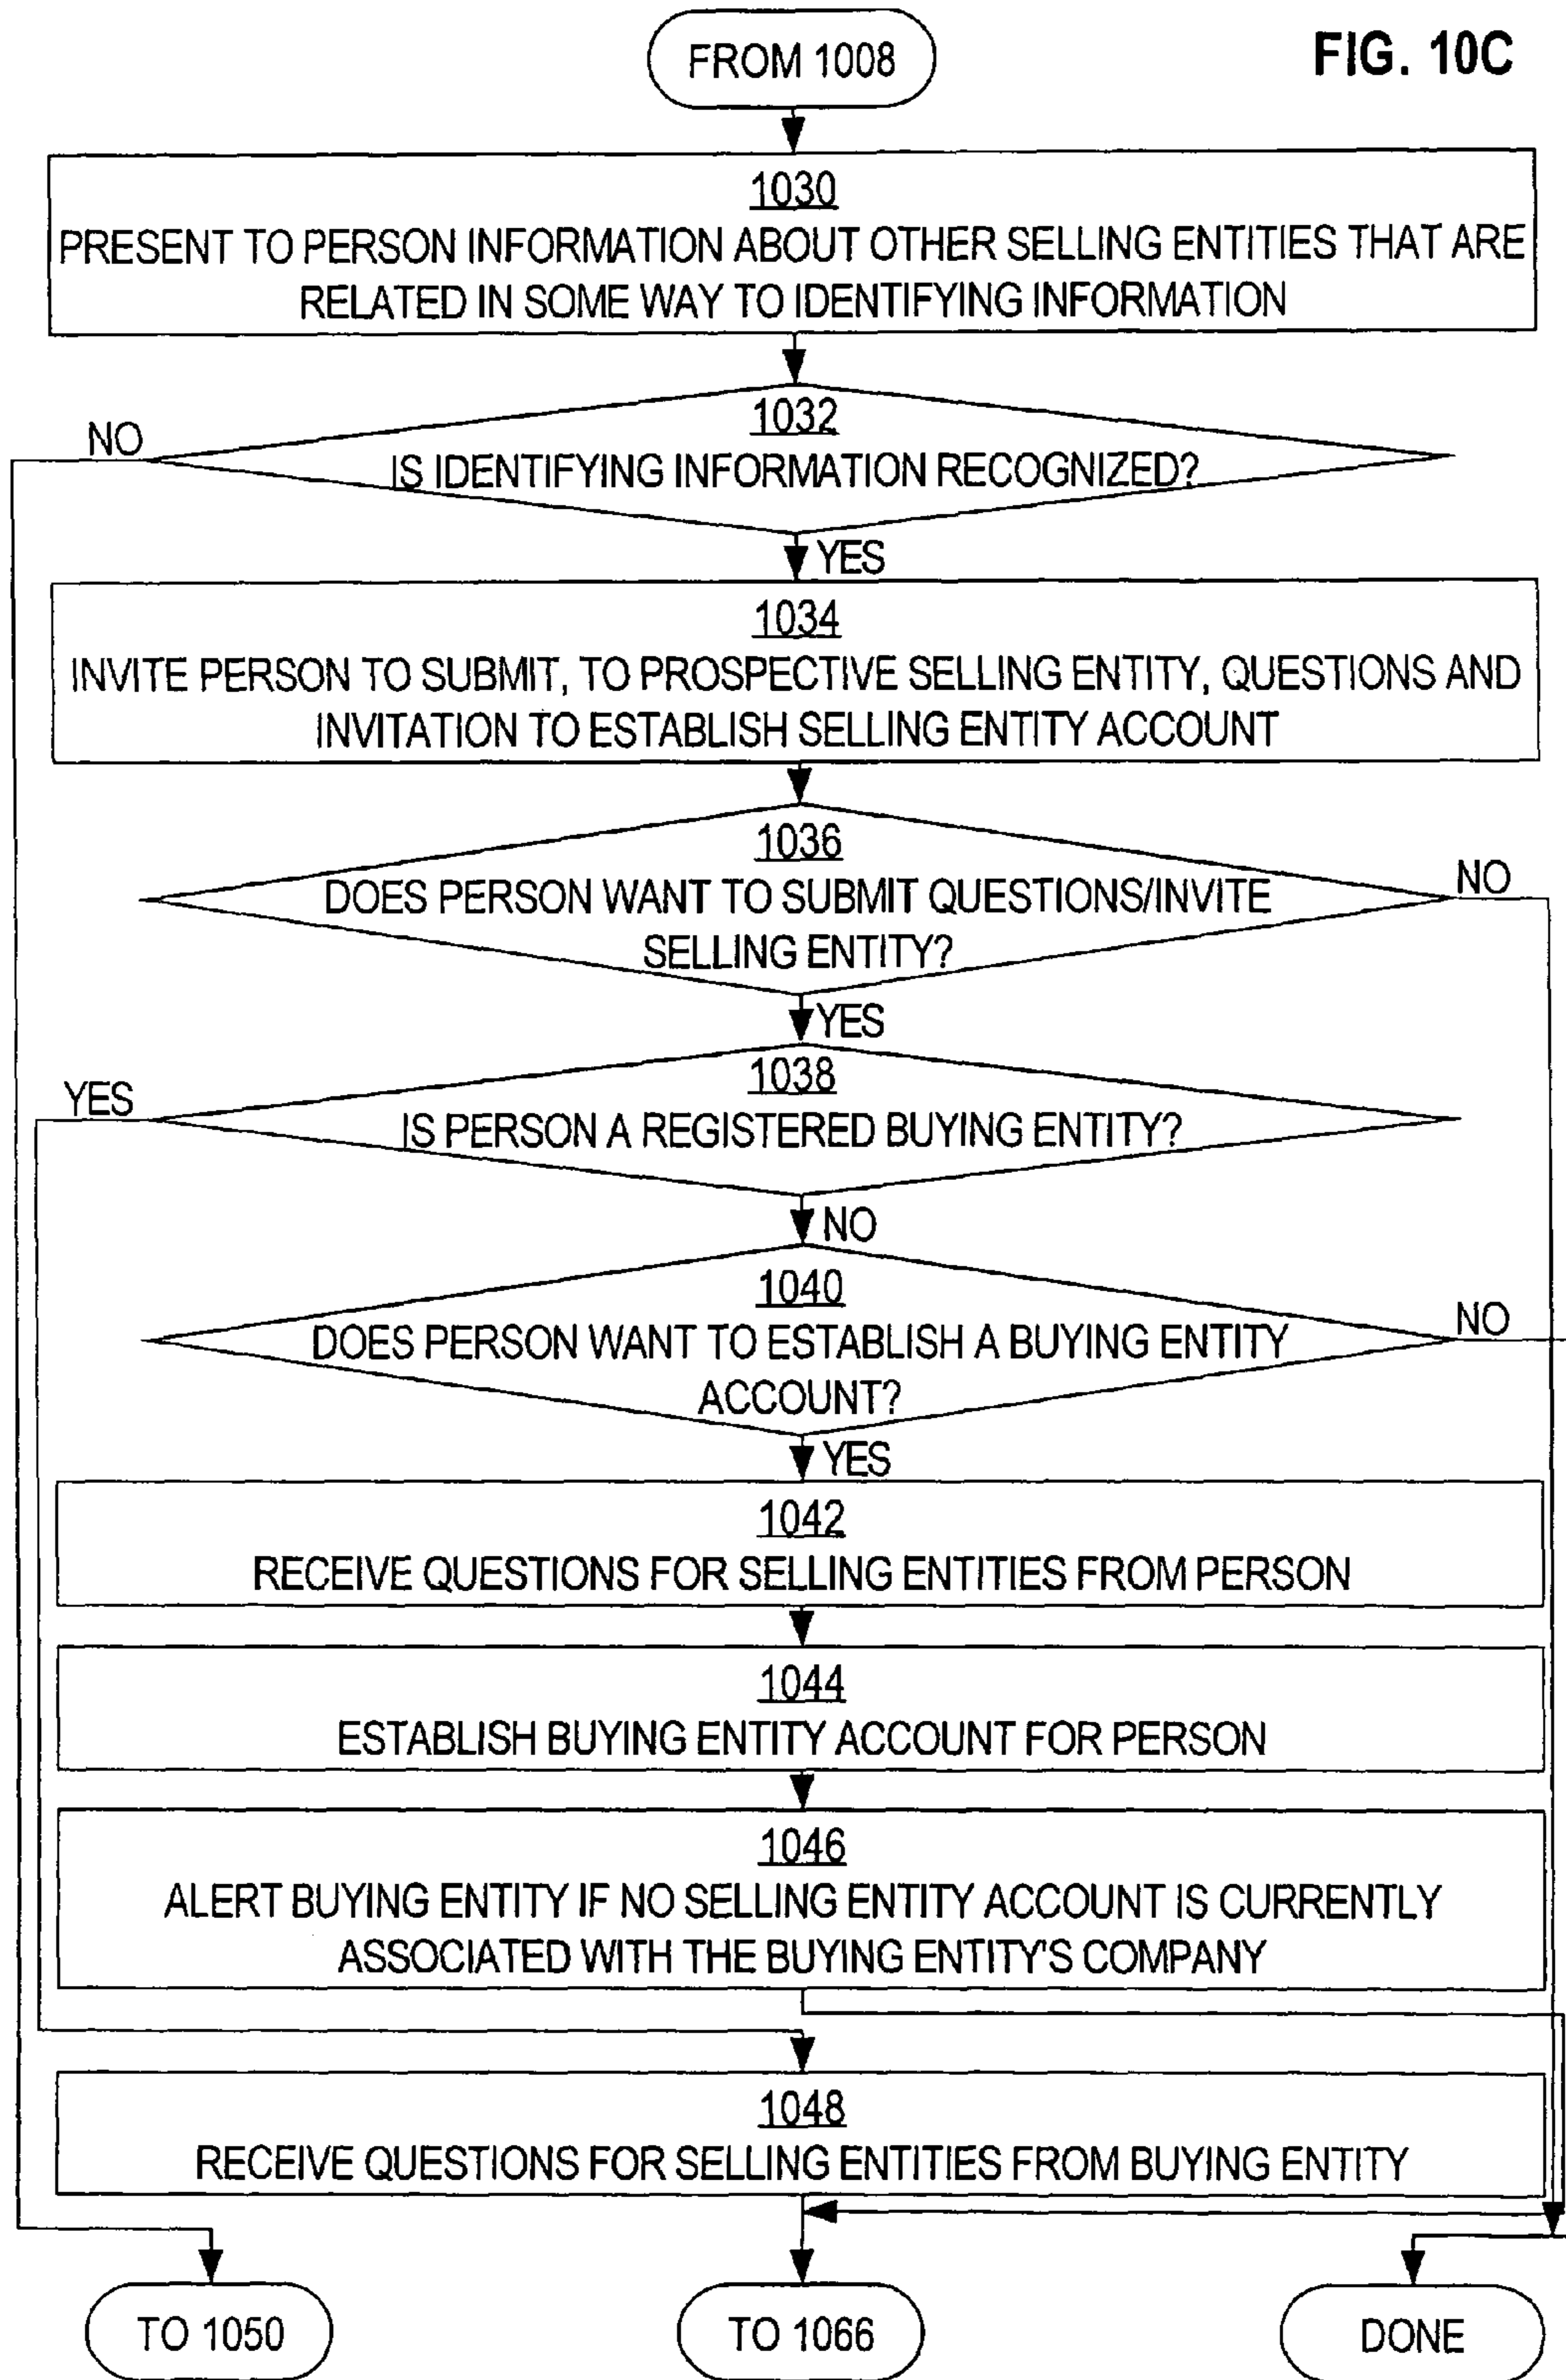 FROM 1008
FIG. 10C
1030
PRESENT TO PERSON INFORMATION ABOUT OTHER SELLING ENTITIES THAT ARE
RELATED IN SOME WAY TO IDENTIFYING INFORMATION
NO
1032
IS IDENTIFYING INFORMATION RECOGNIZED?
YES
1034
INVITE PERSON TO SUBMIT, TO PROSPECTIVE SELLING ENTITY, QUESTIONS AND
INVITATION TO ESTABLISH SELLING ENTITY ACCOUNT
1036
DOES PERSON WANT TO SUBMIT QUESTIONS/INVITE
SELLING ENTITY?
NO
YES
YES
1038
IS PERSON A REGISTERED BUYING ENTITY?
NO
1040
DOES PERSON WANT TO ESTABLISH A BUYING ENTITY
ACCOUNT?
NO
YES
1042
RECEIVE QUESTIONS FOR SELLING ENTITIES FROM PERSON
1044
ESTABLISH BUYING ENTITY ACCOUNT FOR PERSON
1046
ALERT BUYING ENTITY IF NO SELLING ENTITY ACCOUNT IS CURRENTLY
ASSOCIATED WITH THE BUYING ENTITY'S COMPANY
1048
RECEIVE QUESTIONS FOR SELLING ENTITIES FROM BUYING ENTITY
TO 1050
TO 1066
DONE